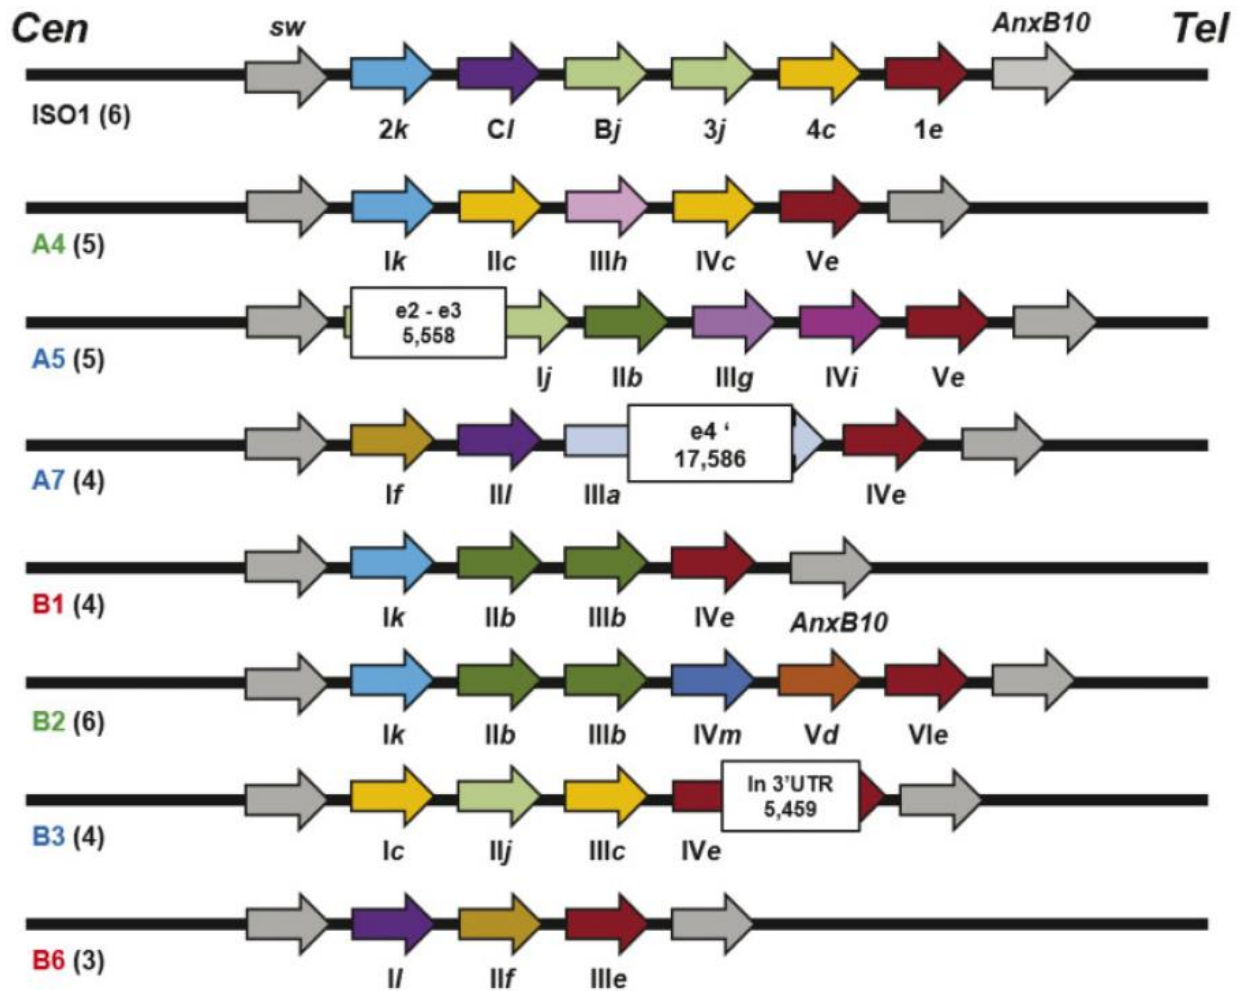 Cen sw AnxB10 Tel
ISO1 (6)
2k Cl Bj 3j 4c 1e
A4 (5)
Ik IIc IIIh IVc Ve
e2 - e3
5,558
A5 (5)
Ij IIb IIIg IVi Ve
e4 ‘
17,586
A7 (4)
If IIl IIIa IVe
B1 (4)
Ik IIb IIIb IVe AnxB10
B2 (6)
Ik IIb IIIb IVm Vd VIe
In 3’UTR
5,459
B3 (4)
Ic IIj IIIc IVe
B6 (3)
Il IIf IIIe